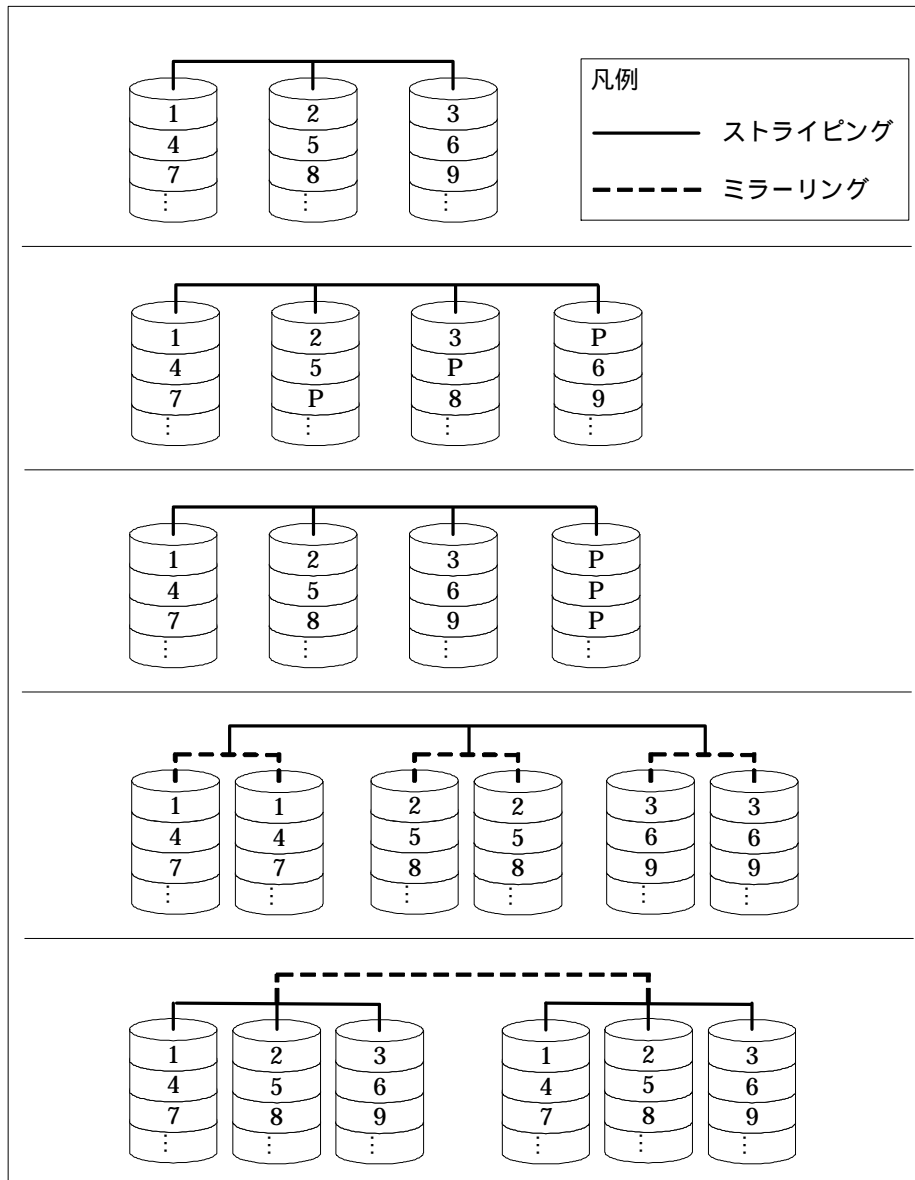 凡例
ストライピング
ミラーリング
1 2 3
4 5 6
7 8 9
⋮ ⋮ ⋮
1 2 3 P
4 5 P 6
7 P 8 9
⋮ ⋮ ⋮ ⋮
1 2 3 P
4 5 6 P
7 8 9 P
⋮ ⋮ ⋮ ⋮
1 1 2 2 3 3
4 4 5 5 6 6
7 7 8 8 9 9
⋮ ⋮ ⋮ ⋮ ⋮ ⋮
1 2 3 1 2 3
4 5 6 4 5 6
7 8 9 7 8 9
⋮ ⋮ ⋮ ⋮ ⋮ ⋮